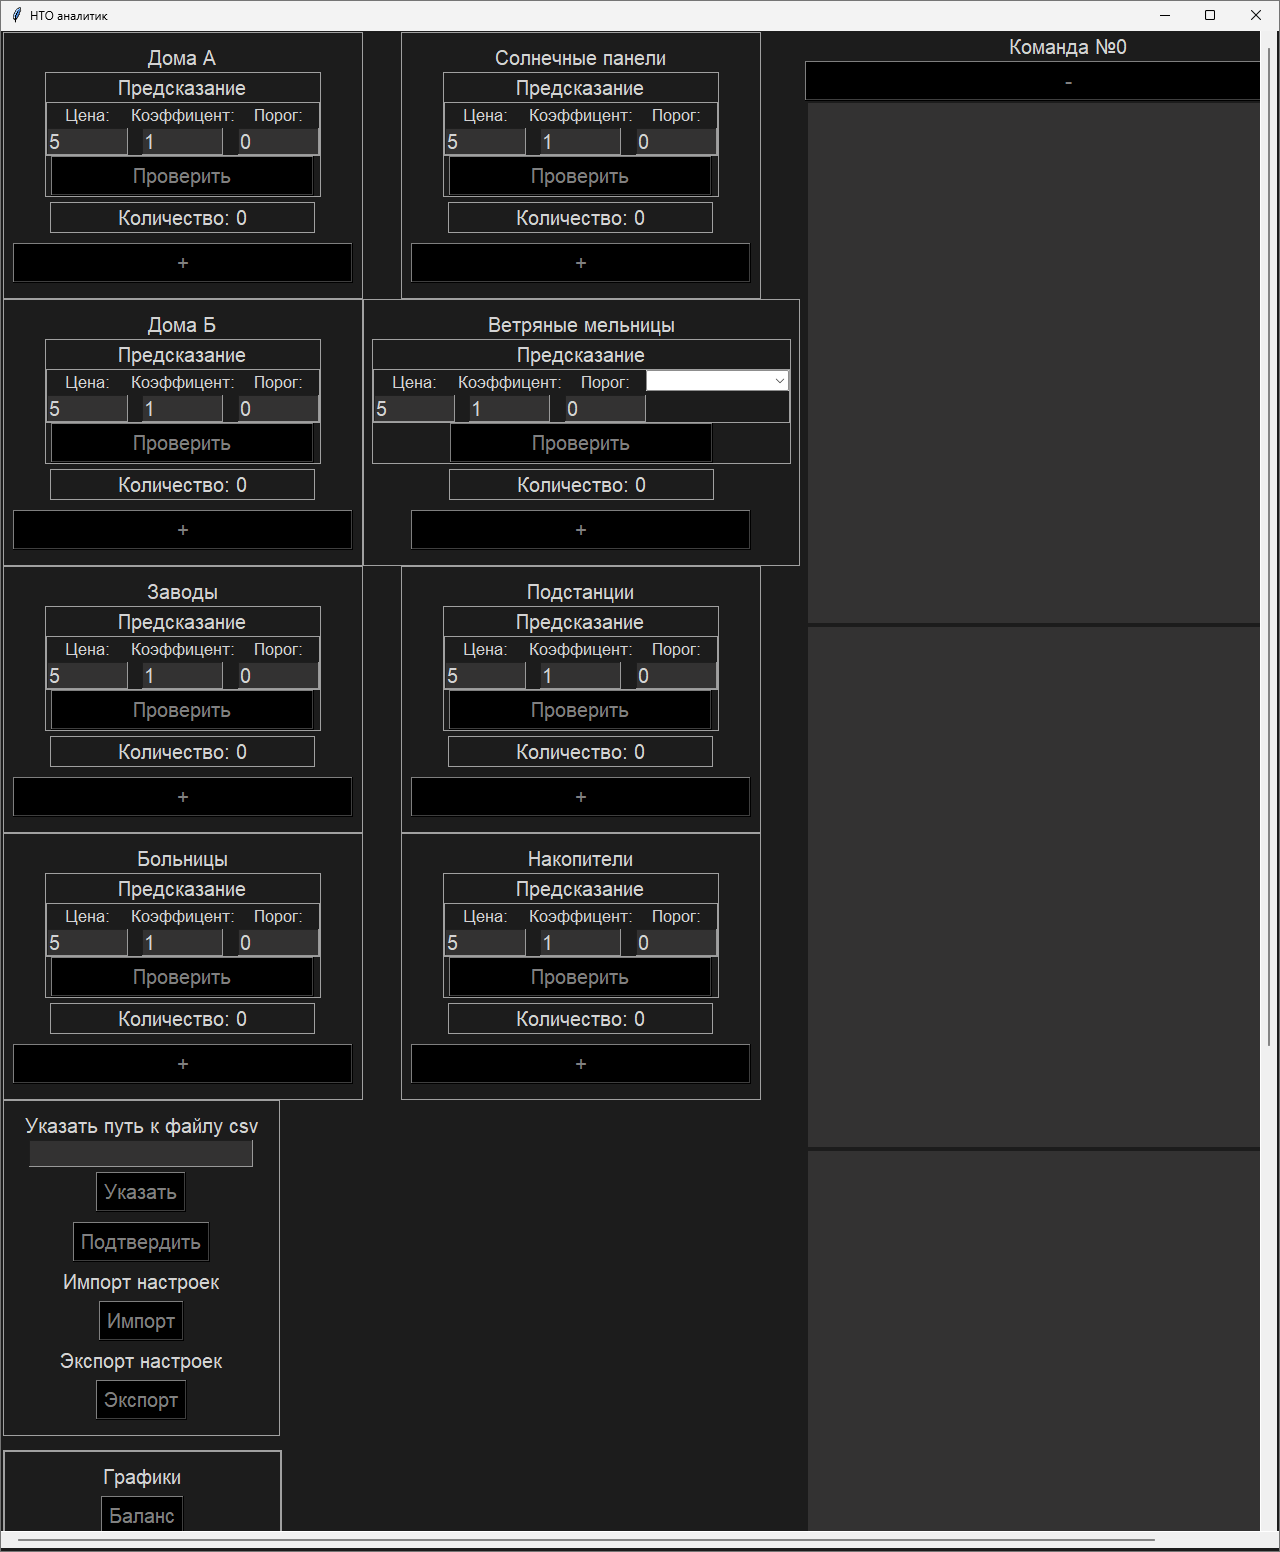 НТО аналитик
Дома А
Предсказание
Цена: Коэффицент: Порог:
5 1 0
Проверить
Количество: 0
+
Солнечные панели
Предсказание
Цена: Коэффицент: Порог:
5 1 0
Проверить
Количество: 0
+
Команда №0
-
Дома Б
Предсказание
Цена: Коэффицент: Порог:
5 1 0
Проверить
Количество: 0
+
Ветряные мельницы
Предсказание
Цена: Коэффицент: Порог:
5 1 0
Проверить
Количество: 0
+
Заводы
Предсказание
Цена: Коэффицент: Порог:
5 1 0
Проверить
Количество: 0
+
Подстанции
Предсказание
Цена: Коэффицент: Порог:
5 1 0
Проверить
Количество: 0
+
Больницы
Предсказание
Цена: Коэффицент: Порог:
5 1 0
Проверить
Количество: 0
+
Накопители
Предсказание
Цена: Коэффицент: Порог:
5 1 0
Проверить
Количество: 0
+
Указать путь к файлу csv
Указать
Подтвердить
Импорт настроек
Импорт
Экспорт настроек
Экспорт
Графики
Баланс